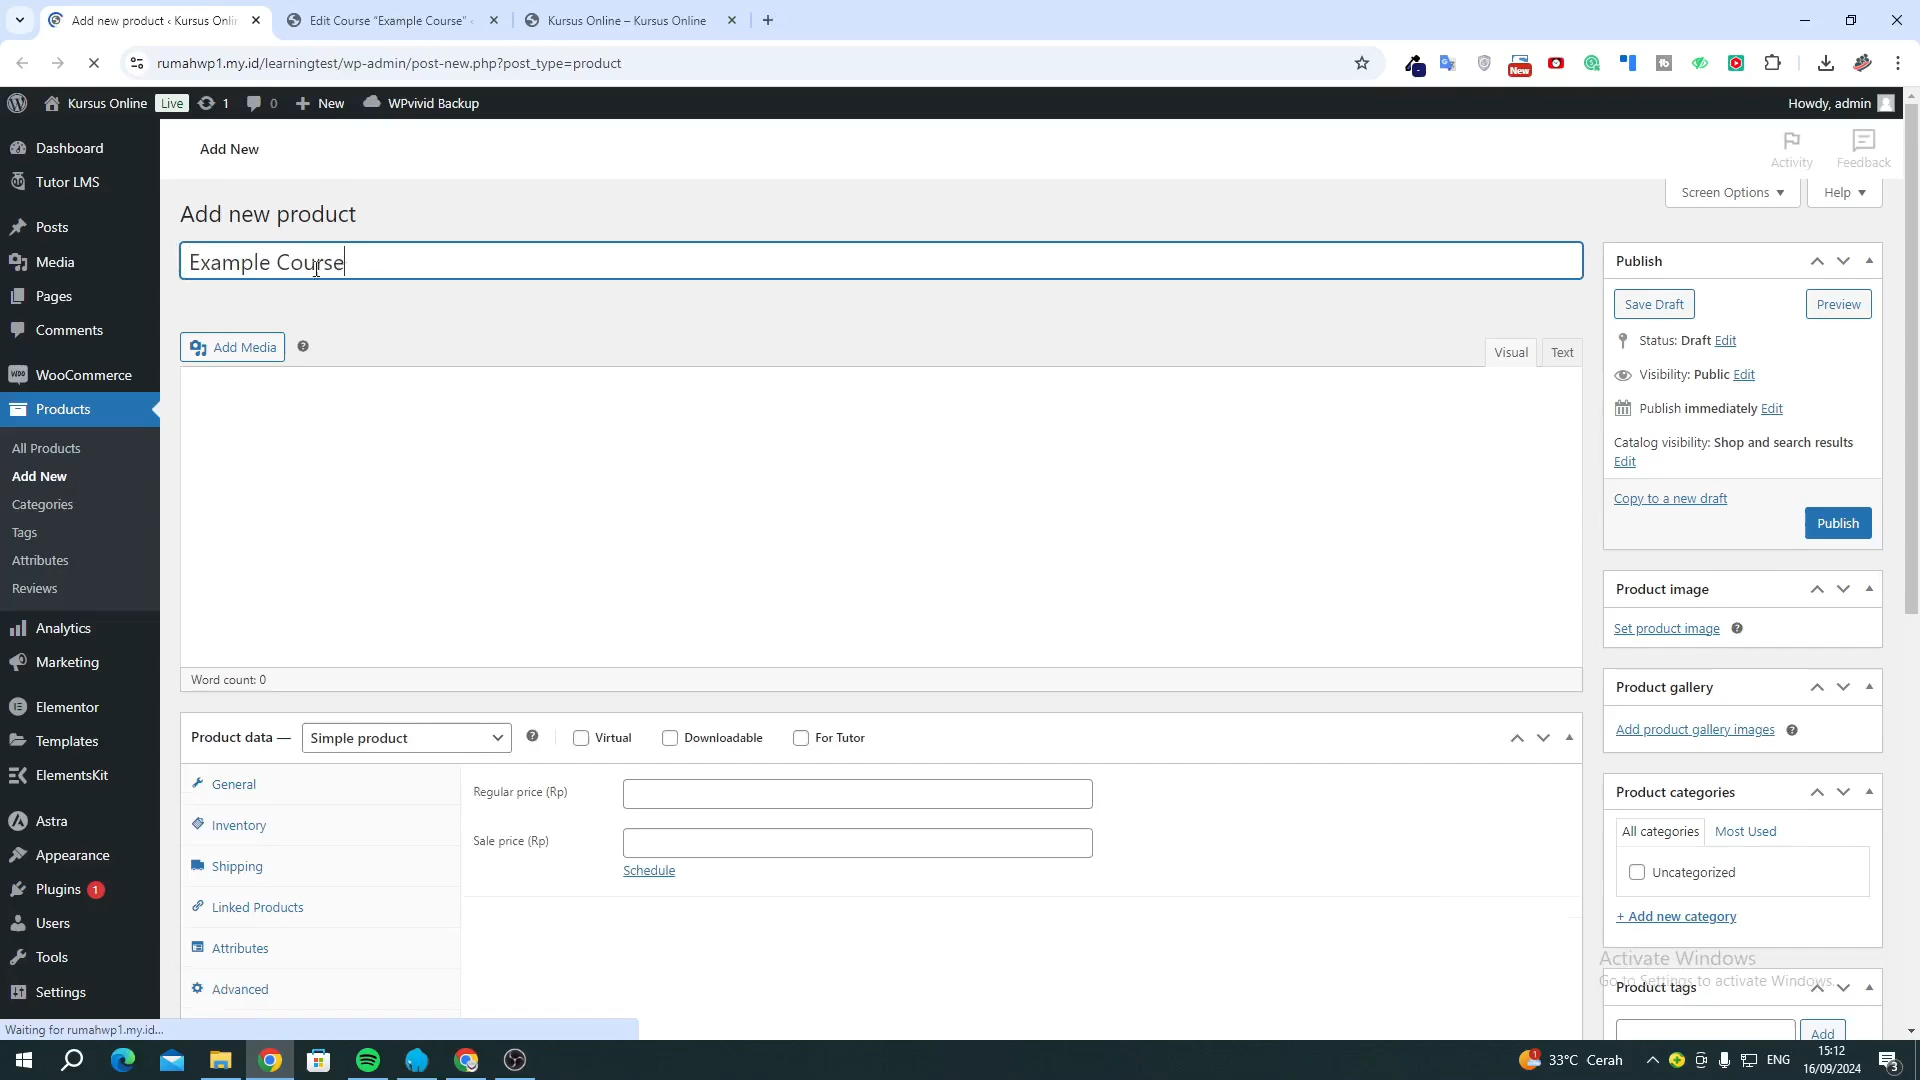 Add new product ‹ Kursus Onlin
Edit Course "Example Course" ‹
Kursus Online – Kursus Online
rumahwp1.my.id/learningtest/wp-admin/post-new.php?post_type=product
New
Kursus Online
Live
1
0
New
WPvivid Backup
Howdy, admin
Dashboard
Tutor LMS
Posts
Media
Pages
Comments
WooCommerce
Products
All Products
Add New
Categories
Tags
Attributes
Reviews
Analytics
Marketing
Elementor
Templates
ElementsKit
Astra
Appearance
Plugins 1
Users
Tools
Settings
Add New
Activity
Feedback
Screen Options
Help
Add new product
Example Course
Add Media
Visual
Text
Word count: 0
Product data —
Simple product
Virtual
Downloadable
For Tutor
General
Inventory
Shipping
Linked Products
Attributes
Advanced
Regular price (Rp)
Sale price (Rp)
Schedule
Publish
Save Draft
Preview
Status: Draft Edit
Visibility: Public Edit
Publish immediately Edit
Catalog visibility: Shop and search results
Edit
Copy to a new draft
Publish
Product image
Set product image
Product gallery
Add product gallery images
Product categories
All categories
Most Used
Uncategorized
+ Add new category
Activate Windows
Go to Settings to activate Windows.
Product tags
Add
Waiting for rumahwp1.my.id...
33°C Cerah
ENG
15:12
16/09/2024
3